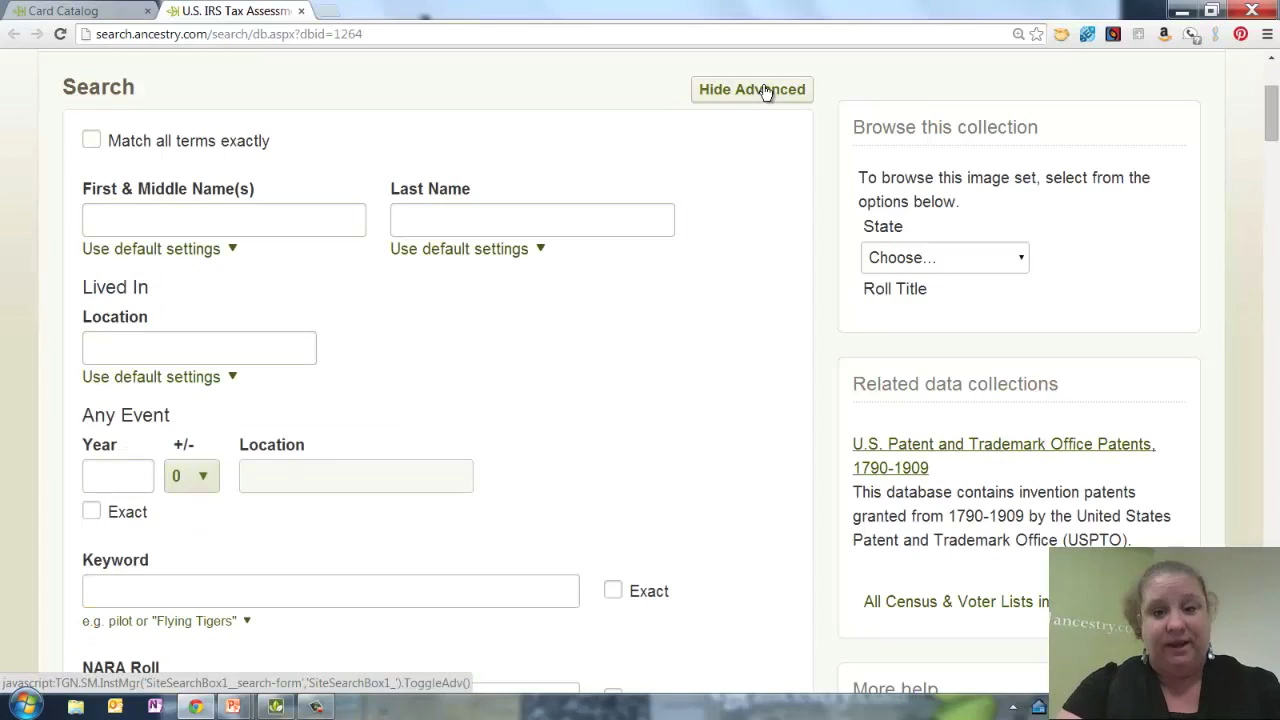 Card Catalog
U.S. IRS Tax Assessm
search.ancestry.com/search/db.aspx?dbid=1264
Search
Hide Advanced
Match all terms exactly
First & Middle Name(s)
Last Name
Use default settings
Use default settings
Lived In
Location
Use default settings
Any Event
Year
+/-
Location
0
Exact
Keyword
Exact
e.g. pilot or "Flying Tigers"
NARA Roll
Browse this collection
To browse this image set, select from the
options below.
State
Choose...
Roll Title
Related data collections
U.S. Patent and Trademark Office Patents,
1790-1909
This database contains invention patents
granted from 1790-1909 by the United States
Patent and Trademark Office (USPTO).
All Census & Voter Lists in
More help
ancestry.co
javascript:TGN.SM.InstMgr('SiteSearchBox1__search-form','SiteSearchBox1_').ToggleAdv()